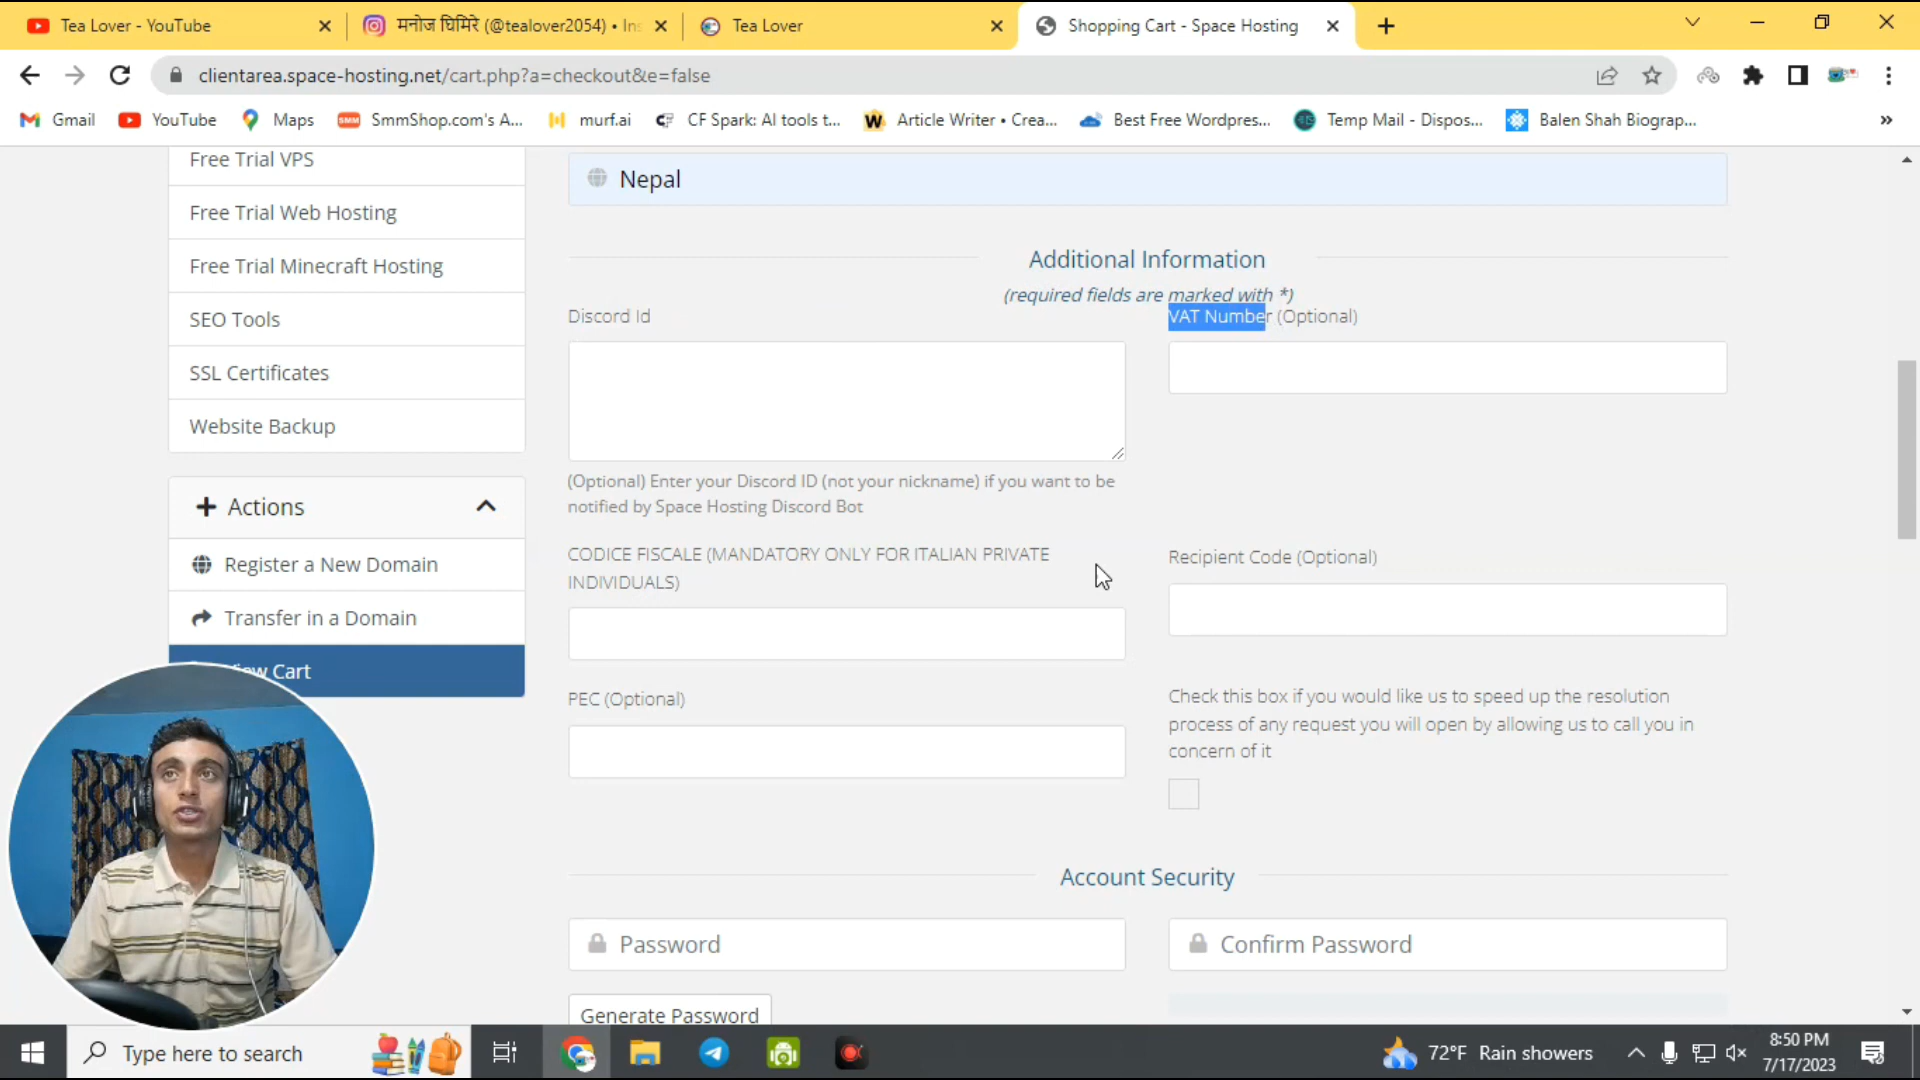 Tea Lover - YouTube
मनोज घिमिरे (@tealover2054) • Ins
Tea Lover
Shopping Cart - Space Hosting
clientarea.space-hosting.net/cart.php?a=checkout&e=false
Gmail
YouTube
Maps
SmmShop.com's A...
murf.ai
CF Spark: AI tools t...
Article Writer • Crea...
Best Free Wordpres...
Temp Mail - Dispos...
Balen Shah Biograp...
»
Free Trial VPS
Free Trial Web Hosting
Free Trial Minecraft Hosting
SEO Tools
SSL Certificates
Website Backup
Actions
Register a New Domain
Transfer in a Domain
ew Cart
Nepal
Additional Information
(required fields are marked with *)
Discord Id
VAT Number (Optional)
(Optional) Enter your Discord ID (not your nickname) if you want to be
notified by Space Hosting Discord Bot
CODICE FISCALE (MANDATORY ONLY FOR ITALIAN PRIVATE
INDIVIDUALS)
Recipient Code (Optional)
PEC (Optional)
Check this box if you would like us to speed up the resolution
process of any request you will open by allowing us to call you in
concern of it
Account Security
Password
Confirm Password
Generate Password
Type here to search
72°F Rain showers
8:50 PM
7/17/2023